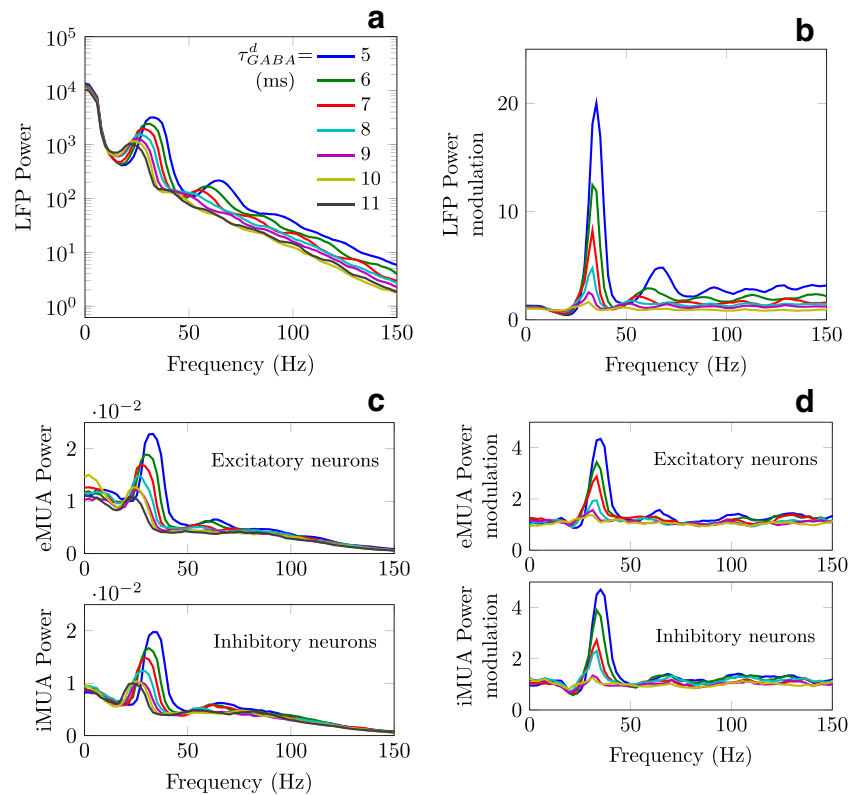 a
10^5
10^4
10^3
10^2
10^1
10^0
LFP Power
τ^d_{GABA}=
(ms)
5
6
7
8
9
10
11
0
50
100
150
Frequency (Hz)
b
20
10
0
LFP Power
modulation
0
50
100
150
Frequency (Hz)
c
·10^−2
2
1
0
eMUA Power
Excitatory neurons
0
50
100
150
·10^−2
2
1
0
iMUA Power
Inhibitory neurons
0
50
100
150
Frequency (Hz)
d
4
2
0
eMUA Power
modulation
Excitatory neurons
0
50
100
150
4
2
0
iMUA Power
modulation
Inhibitory neurons
0
50
100
150
Frequency (Hz)